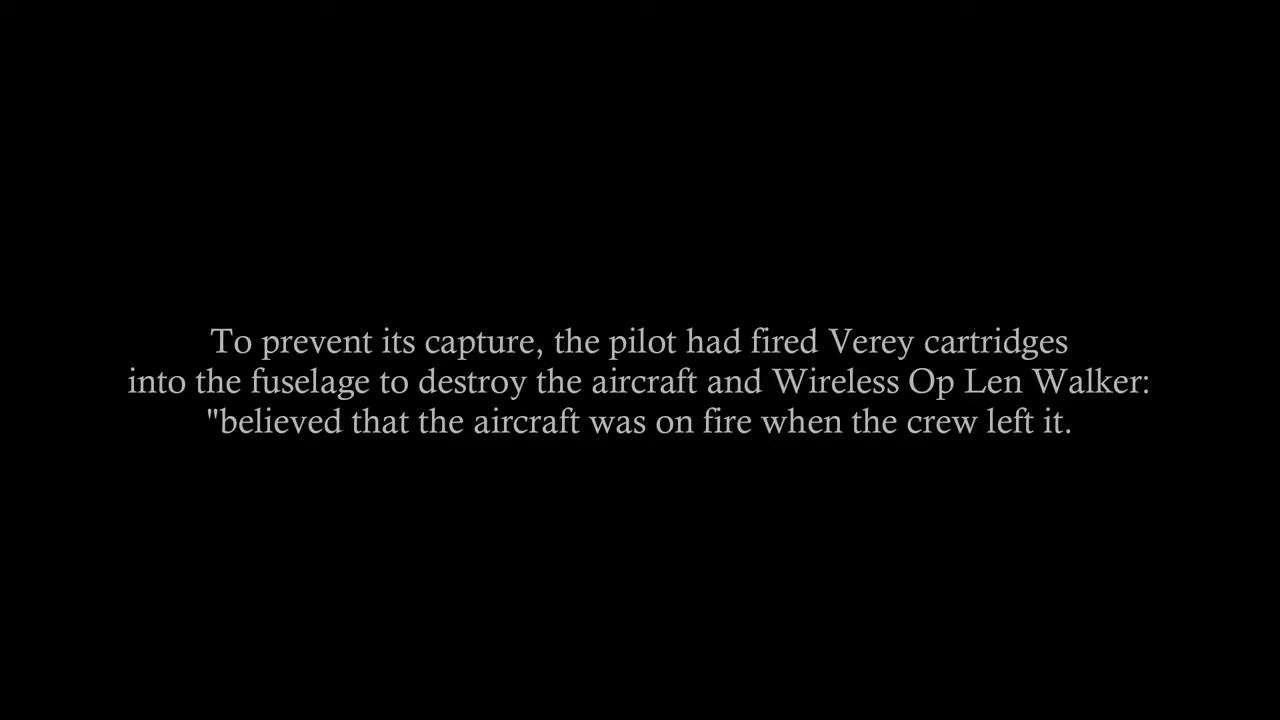 To prevent its capture, the pilot had fired Verey cartridges
into the fuselage to destroy the aircraft and Wireless Op Len Walker:
"believed that the aircraft was on fire when the crew left it.